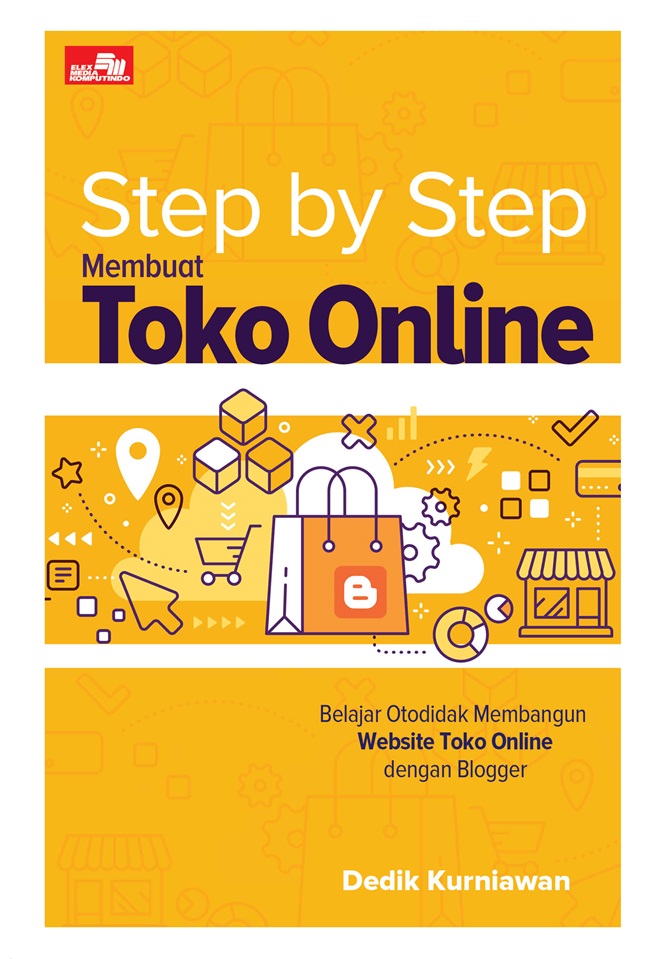 ELEX
MEDIA
KOMPUTINDO
Step by Step
Membuat
Toko Online
Belajar Otodidak Membangun
Website Toko Online
dengan Blogger
Dedik Kurniawan